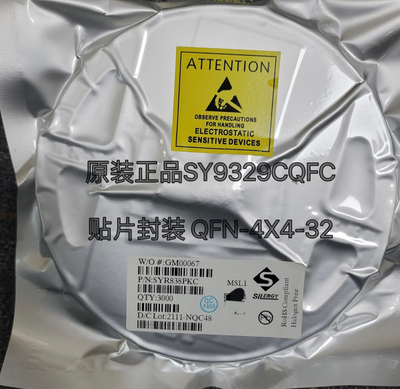 ATTENTION
OBSERVE PRECAUTIONS
FOR HANDLING
ELECTROSTATIC
SENSITIVE DEVICES
原装正品SY9329CQFC
贴片封装 QFN-4X4-32
W/O #:GM00067
P/N:SYR838PKC
QTY:3000
D/C Lot:2111-NQC48
MSL1
QC
SILERGY
RoHS Compliant
Halogen Free